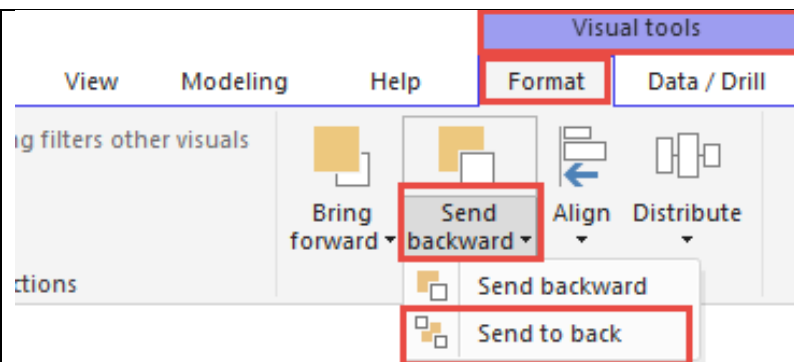 Visual tools
View Modeling Help Format Data / Drill
filters other visuals
Bring forward
Send backward
Align
Distribute
Send backward
Send to back